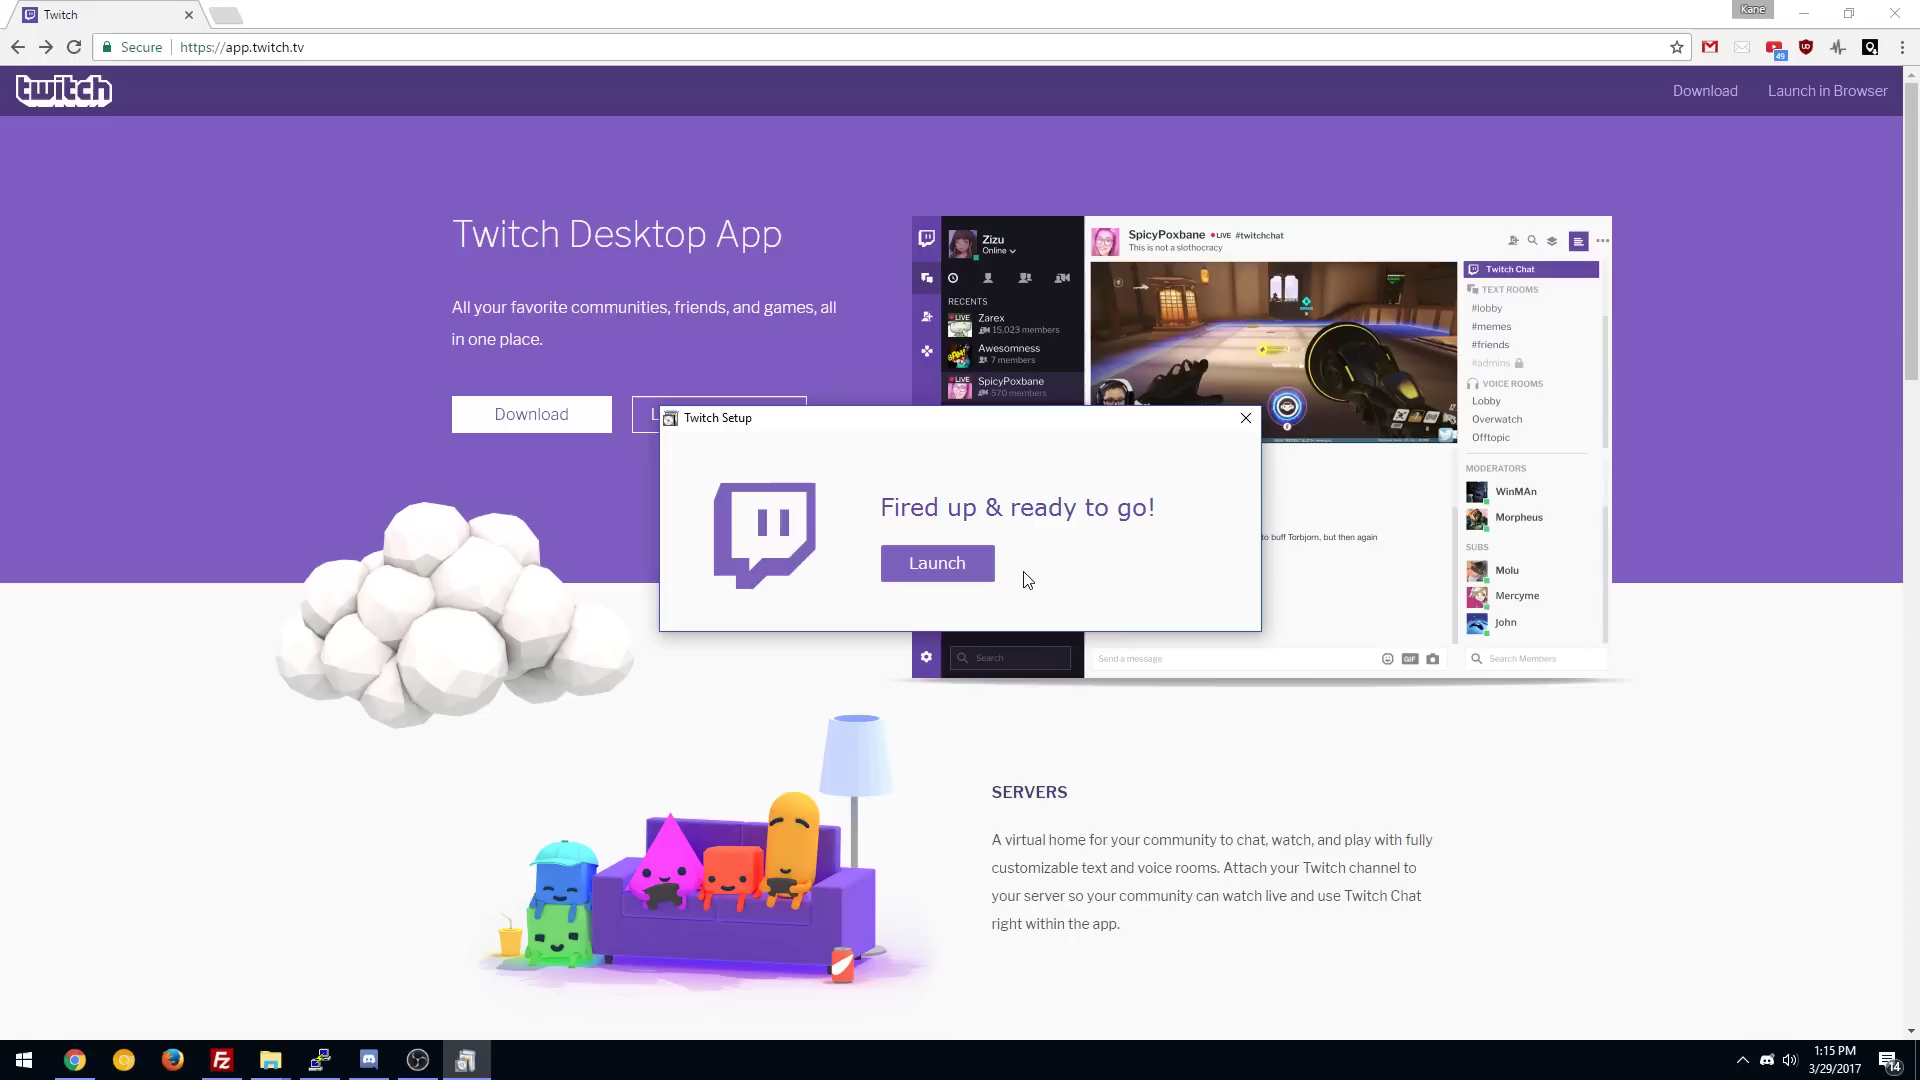 Twitch
Kane
Secure
https://app.twitch.tv
49
twitch
Download
Launch in Browser
Twitch Desktop App
All your favorite communities, friends, and games, all
in one place.
Download
L
Zizu
Online
RECENTS
LIVE
Zarex
15,023 members
Awesomness
7 members
LIVE
SpicyPoxbane
570 members
Search
SpicyPoxbane
LIVE
#twitchchat
This is not a slothocracy
to buff Torbjorn, but then again
Send a message
GIF
Twitch Chat
TEXT ROOMS
#lobby
#memes
#friends
#admins
VOICE ROOMS
Lobby
Overwatch
Offtopic
MODERATORS
WinMAn
Morpheus
SUBS
Molu
Mercyme
John
Search Members
Twitch Setup
Fired up & ready to go!
Launch
SERVERS
A virtual home for your community to chat, watch, and play with fully
customizable text and voice rooms. Attach your Twitch channel to
your server so your community can watch live and use Twitch Chat
right within the app.
Fz
1:15 PM
3/29/2017
14